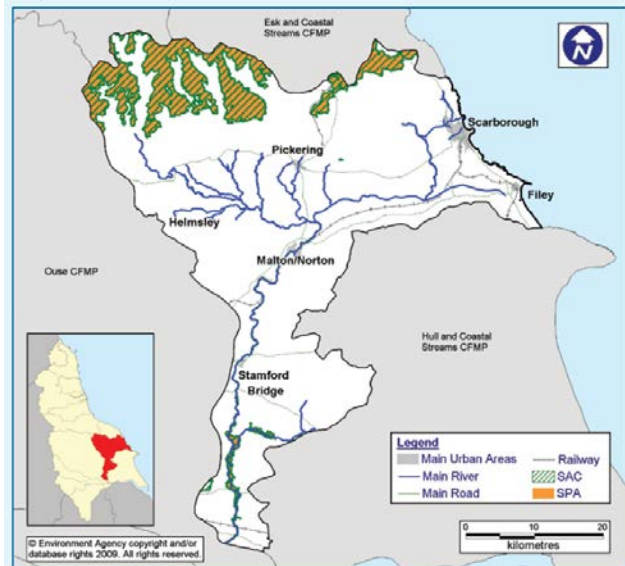 Esk and Coastal
Streams CFMP
N
Scarborough
Pickering
Filey
Helmsley
Malton/Norton
Ouse CFMP
Hull and Coastal
Streams CFMP
Stamford
Bridge
Legend
Main Urban Areas
Railway
Main River
SAC
Main Road
SPA
0 10 20
kilometres
© Environment Agency copyright and/or
database rights 2009. All rights reserved.